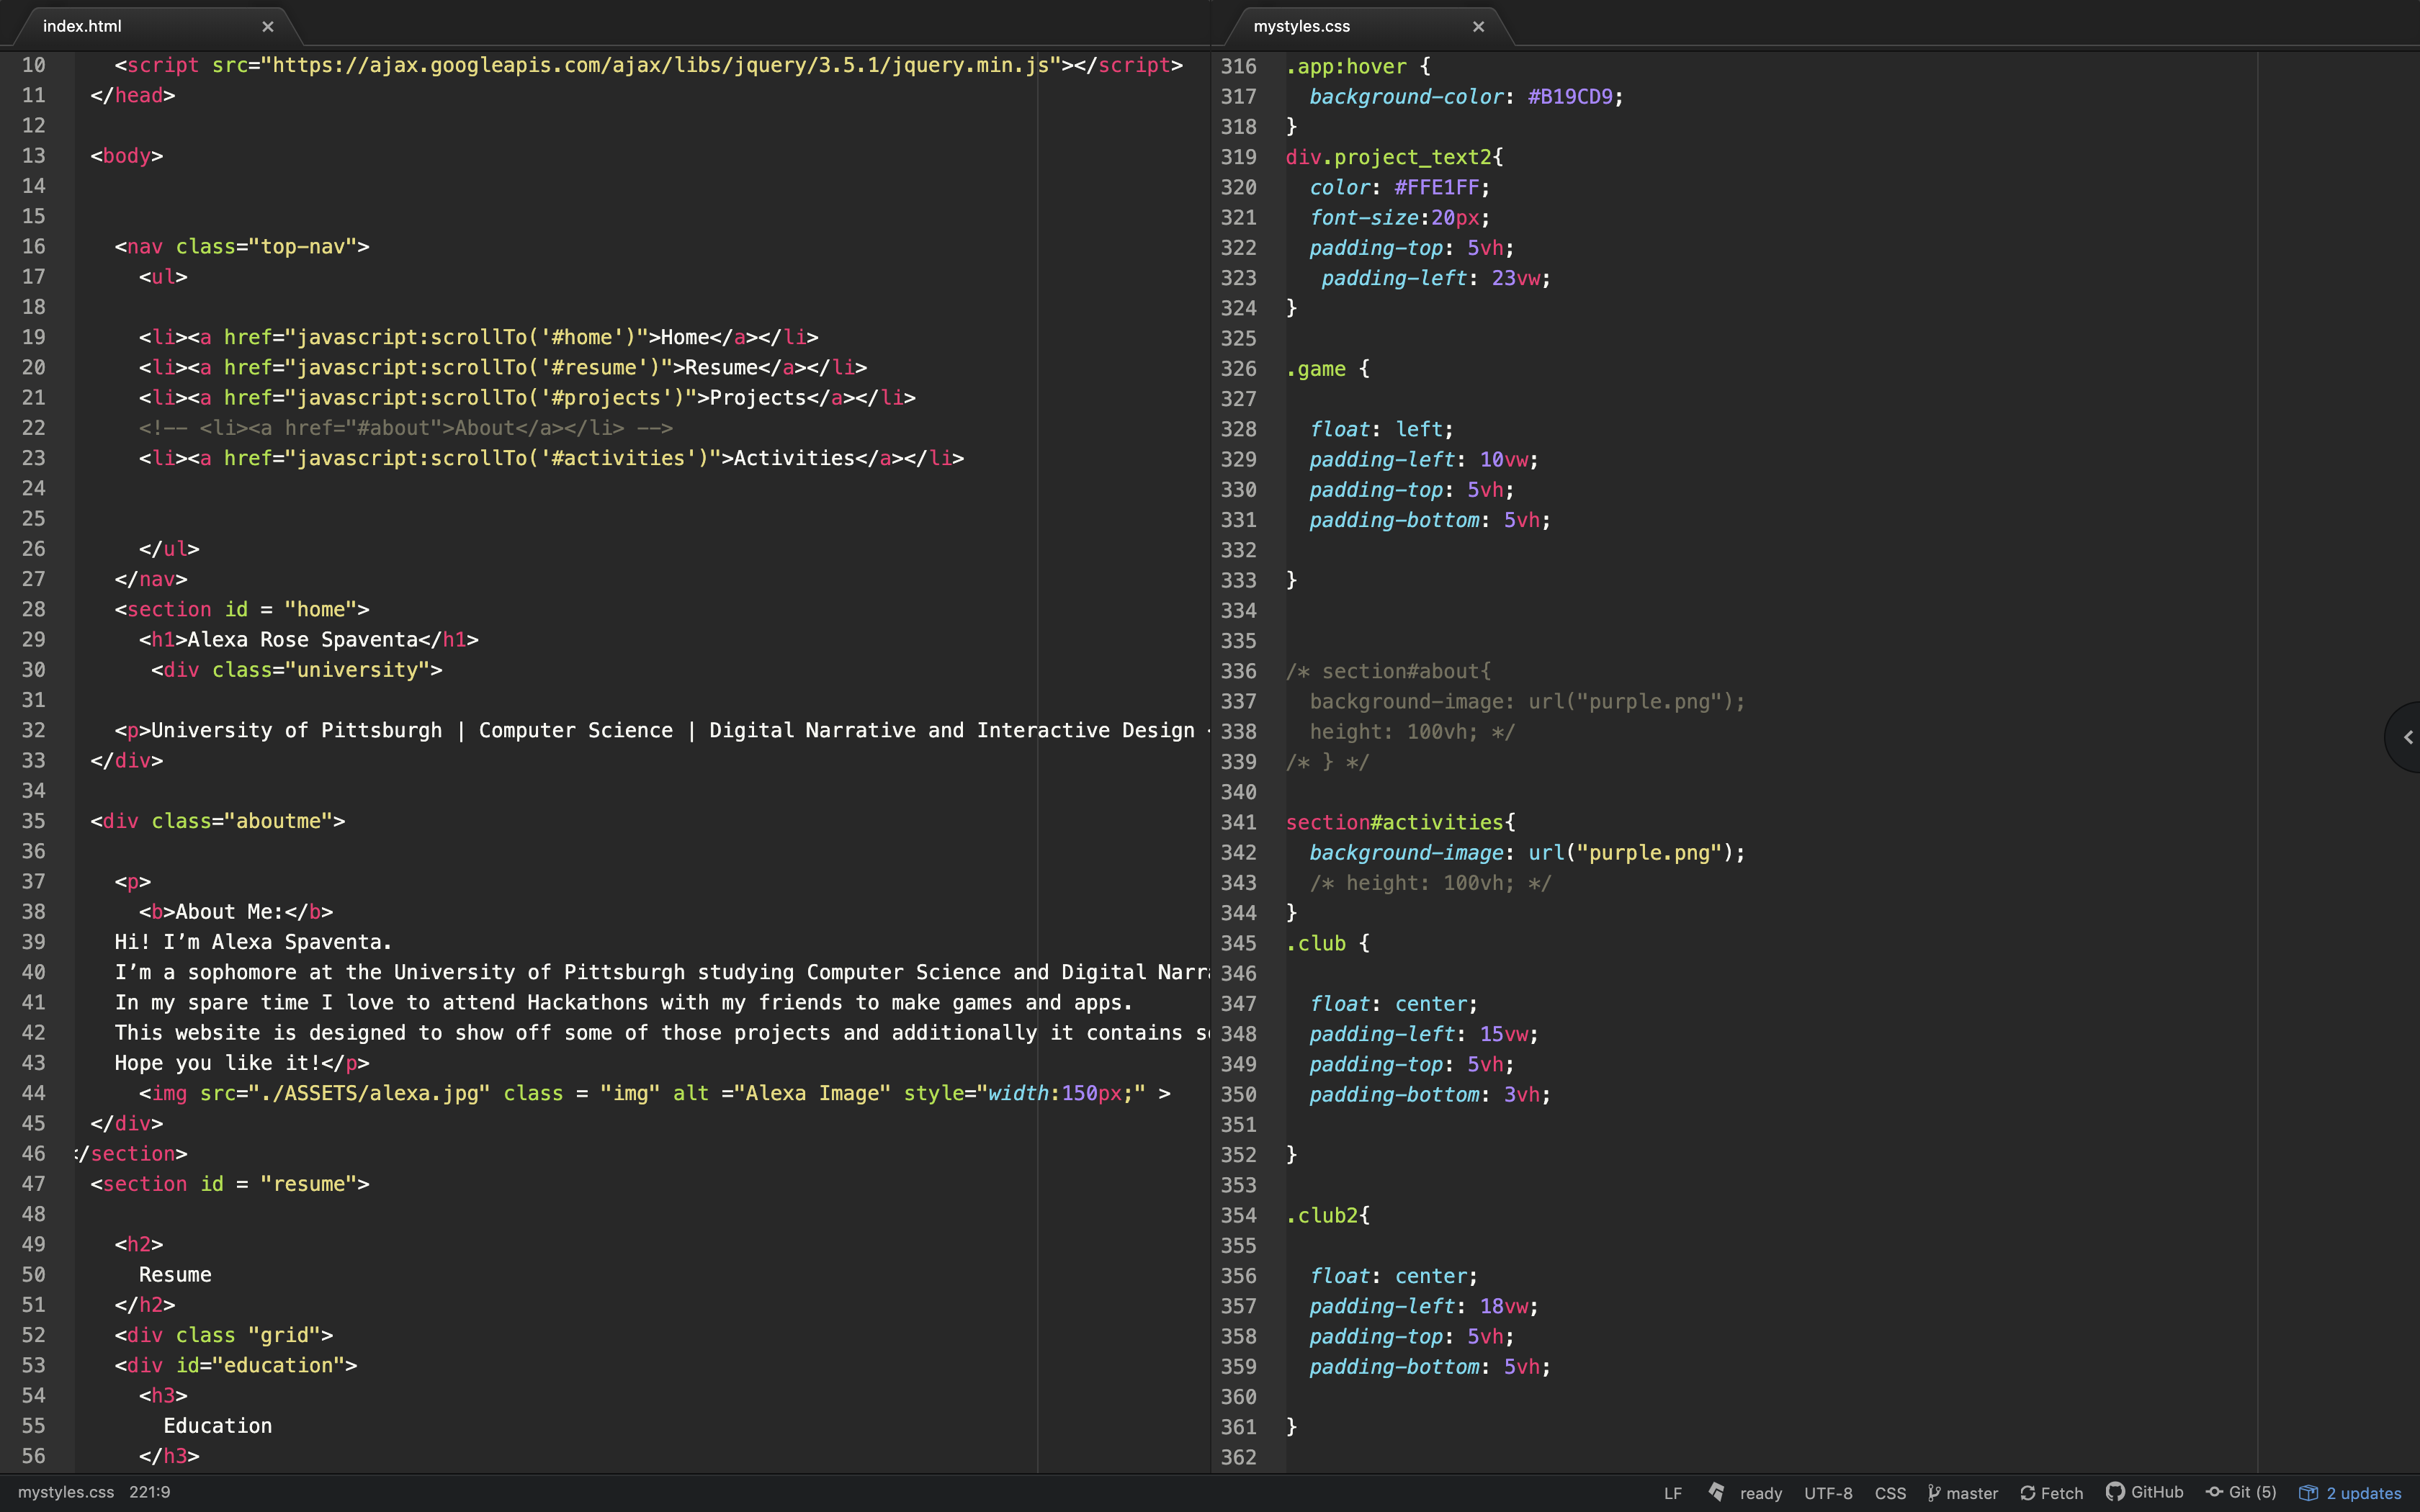 index.html
10 <script src="https://ajax.googleapis.com/ajax/libs/jquery/3.5.1/jquery.min.js"></script>
11 </head>
12
13 <body>
14
15
16 <nav class="top-nav">
17 <ul>
18
19 <li><a href="javascript:scrollTo('#home')">Home</a></li>
20 <li><a href="javascript:scrollTo('#resume')">Resume</a></li>
21 <li><a href="javascript:scrollTo('#projects')">Projects</a></li>
22 <!-- <li><a href="#about">About</a></li> -->
23 <li><a href="javascript:scrollTo('#activities')">Activities</a></li>
24
25
26 </ul>
27 </nav>
28 <section id = "home">
29 <h1>Alexa Rose Spaventa</h1>
30 <div class="university">
31
32 <p>University of Pittsburgh | Computer Science | Digital Narrative and Interactive Design
33 </div>
34
35 <div class="aboutme">
36
37 <p>
38 <b>About Me:</b>
39 Hi! I’m Alexa Spaventa.
40 I’m a sophomore at the University of Pittsburgh studying Computer Science and Digital Narra
41 In my spare time I love to attend Hackathons with my friends to make games and apps.
42 This website is designed to show off some of those projects and additionally it contains
43 Hope you like it!</p>
44 <img src="./ASSETS/alexa.jpg" class = "img" alt ="Alexa Image" style="width:150px;" >
45 </div>
46 </section>
47 <section id = "resume">
48
49 <h2>
50 Resume
51 </h2>
52 <div class "grid">
53 <div id="education">
54 <h3>
55 Education
56 </h3>
mystyles.css
316 .app:hover {
317 background-color: #B19CD9;
318 }
319 div.project_text2{
320 color: #FFE1FF;
321 font-size:20px;
322 padding-top: 5vh;
323 padding-left: 23vw;
324 }
325
326 .game {
327
328 float: left;
329 padding-left: 10vw;
330 padding-top: 5vh;
331 padding-bottom: 5vh;
332
333 }
334
335
336 /* section#about{
337 background-image: url("purple.png");
338 height: 100vh; */
339 /* } */
340
341 section#activities{
342 background-image: url("purple.png");
343 /* height: 100vh; */
344 }
345 .club {
346
347 float: center;
348 padding-left: 15vw;
349 padding-top: 5vh;
350 padding-bottom: 3vh;
351
352 }
353
354 .club2{
355
356 float: center;
357 padding-left: 18vw;
358 padding-top: 5vh;
359 padding-bottom: 5vh;
360
361 }
362
mystyles.css 221:9
LF ready UTF-8 CSS master Fetch GitHub Git (5) 2 updates